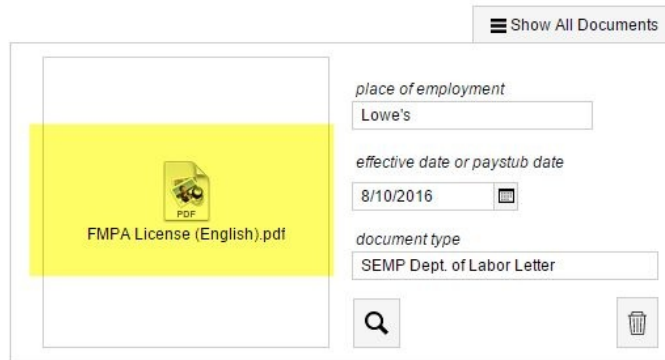 Show All Documents
place of employment
Lowe's
effective date or paystub date
8/10/2016
PDF
FMPA License (English).pdf
document type
SEMP Dept. of Labor Letter